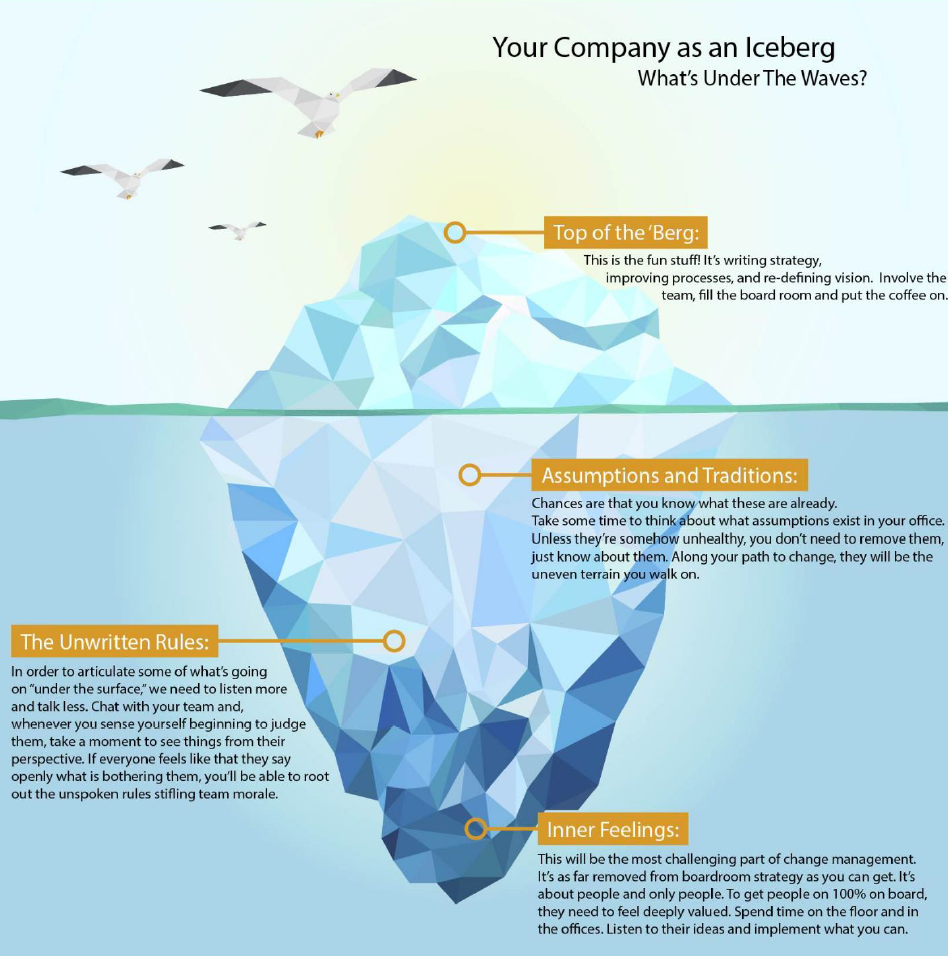 Your Company as an Iceberg
What's Under The Waves?
Top of the 'Berg:
This is the fun stuff! It's writing strategy,
improving processes, and re-defining vision. Involve the
team, fill the board room and put the coffee on.
Assumptions and Traditions:
Chances are that you know what these are already.
Take some time to think about what assumptions exist in your office.
Unless they're somehow unhealthy, you don't need to remove them,
just know about them. Along your path to change, they will be the
uneven terrain you walk on.
The Unwritten Rules:
In order to articulate some of what's going
on "under the surface," we need to listen more
and talk less. Chat with your team and,
whenever you sense yourself beginning to judge
them, take a moment to see things from their
perspective. If everyone feels like that they say
openly what is bothering them, you'll be able to root
out the unspoken rules stifling team morale.
Inner Feelings:
This will be the most challenging part of change management.
It's as far removed from boardroom strategy as you can get. It's
about people and only people. To get people on 100% on board,
they need to feel deeply valued. Spend time on the floor and in
the offices. Listen to their ideas and implement what you can.